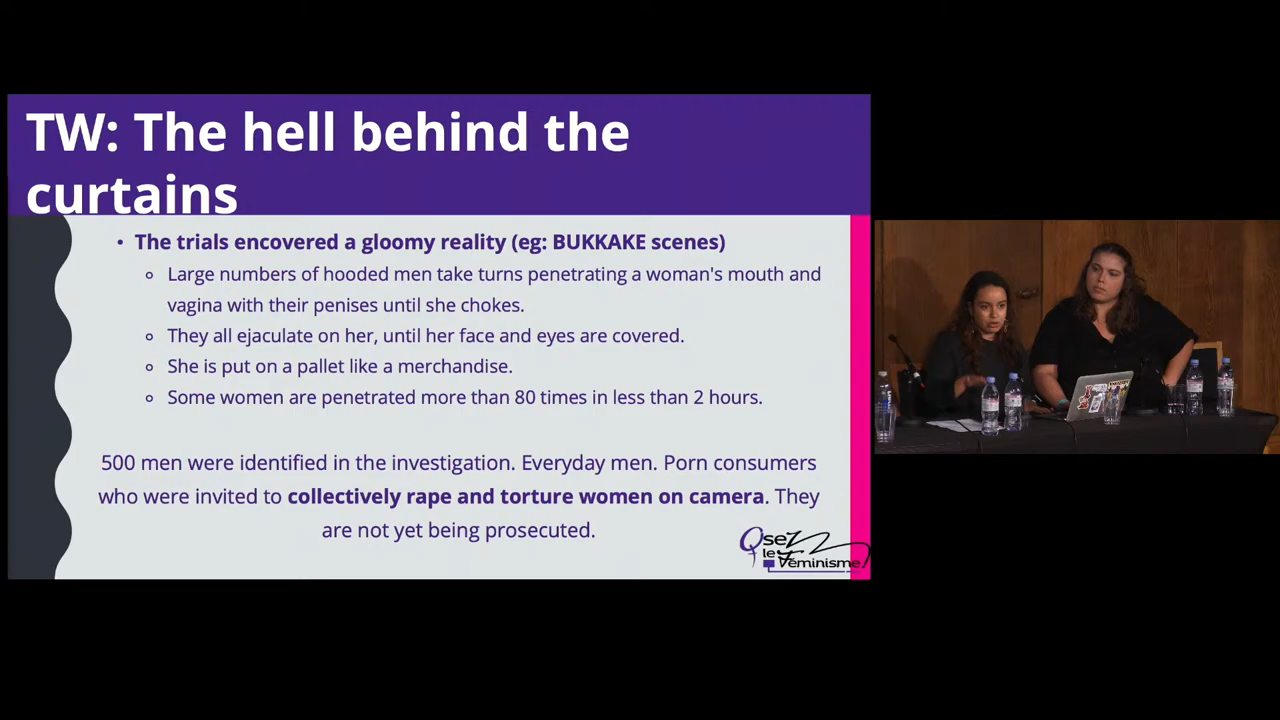 TW: The hell behind the
curtains
• The trials encovered a gloomy reality (eg: BUKKAKE scenes)
○ Large numbers of hooded men take turns penetrating a woman's mouth and
vagina with their penises until she chokes.
○ They all ejaculate on her, until her face and eyes are covered.
○ She is put on a pallet like a merchandise.
○ Some women are penetrated more than 80 times in less than 2 hours.
500 men were identified in the investigation. Everyday men. Porn consumers
who were invited to collectively rape and torture women on camera. They
are not yet being prosecuted.
Osez
le
Féminisme!